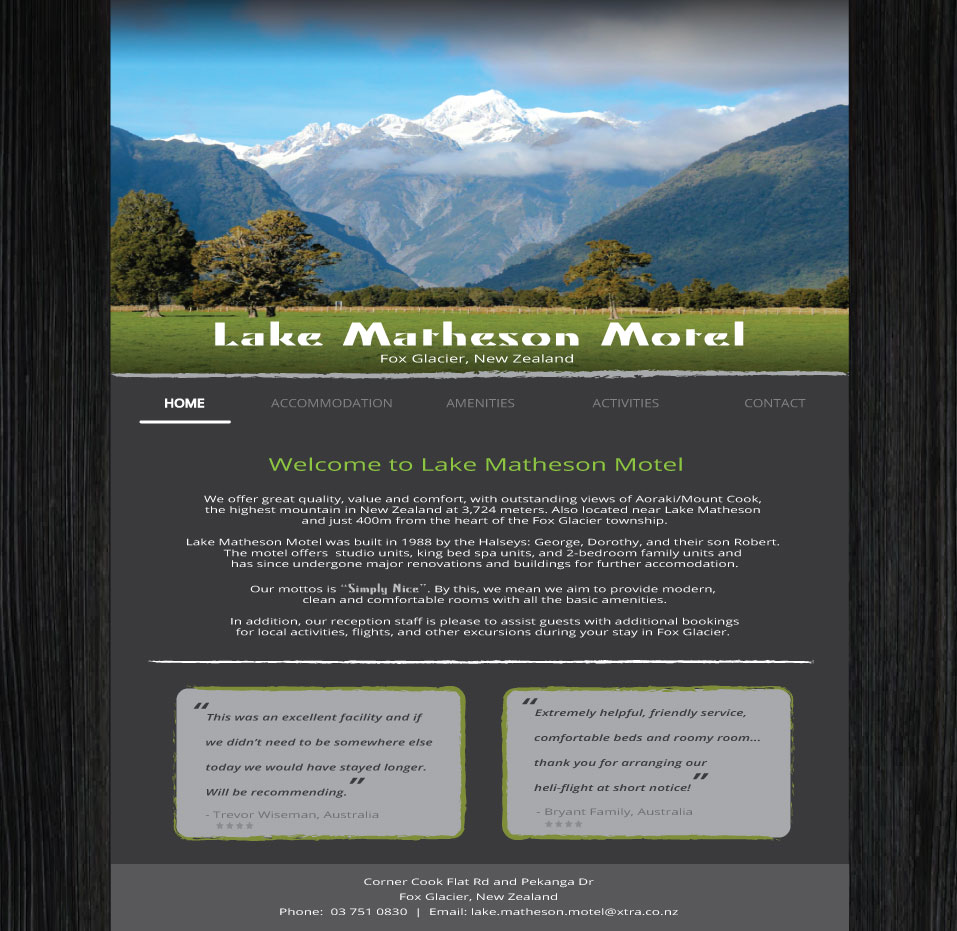 Lake Matheson Motel
Fox Glacier, New Zealand
HOME ACCOMMODATION AMENITIES ACTIVITIES CONTACT
Welcome to Lake Matheson Motel
We offer great quality, value and comfort, with outstanding views of Aoraki/Mount Cook,
the highest mountain in New Zealand at 3,724 meters. Also located near Lake Matheson
and just 400m from the heart of the Fox Glacier township.
Lake Matheson Motel was built in 1988 by the Halseys: George, Dorothy, and their son Robert.
The motel offers studio units, king bed spa units, and 2-bedroom family units and
has since undergone major renovations and buildings for further accomodation.
Our mottos is “Simply Nice”. By this, we mean we aim to provide modern,
clean and comfortable rooms with all the basic amenities.
In addition, our reception staff is please to assist guests with additional bookings
for local activities, flights, and other excursions during your stay in Fox Glacier.
“This was an excellent facility and if
we didn’t need to be somewhere else
today we would have stayed longer.
Will be recommending.”
- Trevor Wiseman, Australia
“Extremely helpful, friendly service,
comfortable beds and roomy room...
thank you for arranging our
heli-flight at short notice!”
- Bryant Family, Australia
Corner Cook Flat Rd and Pekanga Dr
Fox Glacier, New Zealand
Phone: 03 751 0830 | Email: lake.matheson.motel@xtra.co.nz